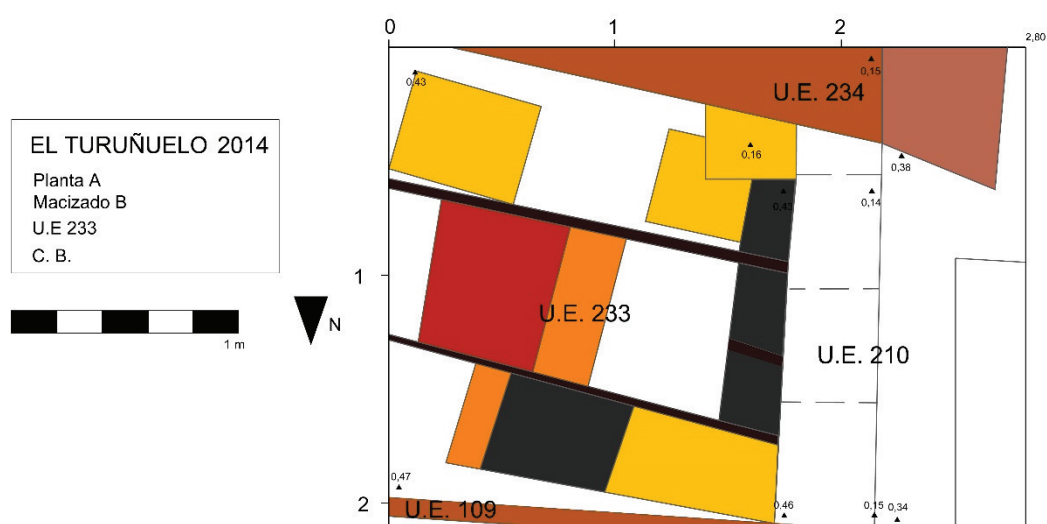 EL TURUÑUELO 2014
Planta A
Macizado B
U.E 233
C. B.
1 m
N
0
1
2
2,80
0,43
0,15
U.E. 234
0,16
0,38
0,43
0,14
1
U.E. 233
U.E. 210
0,47
2
U.E. 109
0,46
0,15
0,34